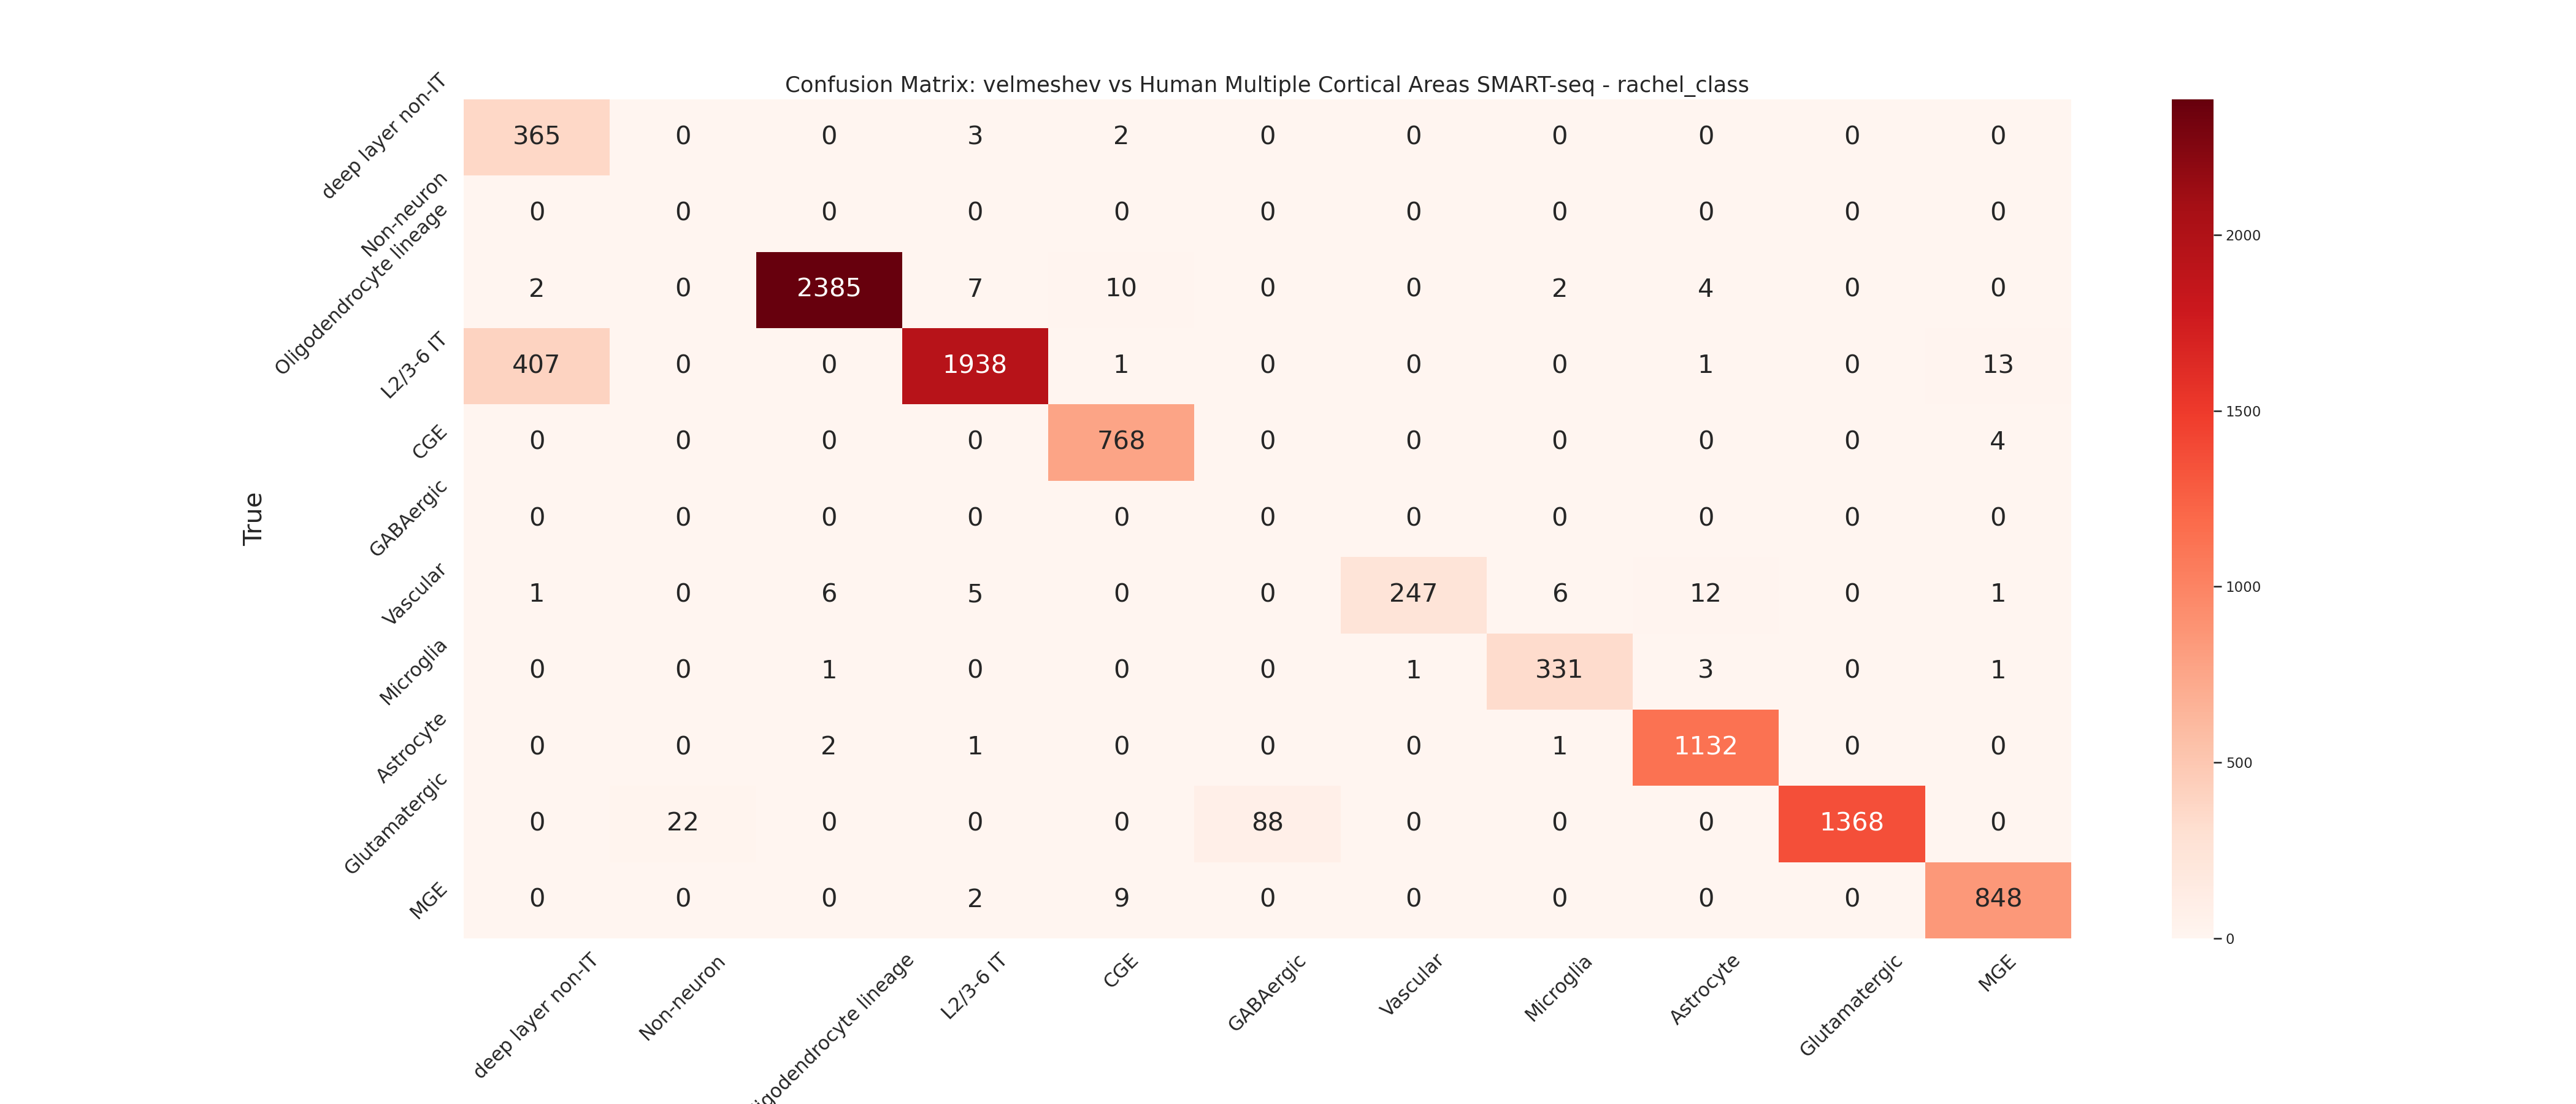 Confusion Matrix: velmeshev vs Human Multiple Cortical Areas SMART-seq - rachel_class
True
deep layer non-IT 365 0 0 3 2 0 0 0 0 0 0
Non-neuron 0 0 0 0 0 0 0 0 0 0 0
Oligodendrocyte lineage 2 0 2385 7 10 0 0 2 4 0 0
L2/3-6 IT 407 0 0 1938 1 0 0 0 1 0 13
CGE 0 0 0 0 768 0 0 0 0 0 4
GABAergic 0 0 0 0 0 0 0 0 0 0 0
Vascular 1 0 6 5 0 0 247 6 12 0 1
Microglia 0 0 1 0 0 0 1 331 3 0 1
Astrocyte 0 0 2 1 0 0 0 1 1132 0 0
Glutamatergic 0 22 0 0 0 88 0 0 0 1368 0
MGE 0 0 0 2 9 0 0 0 0 0 848
deep layer non-IT Non-neuron igodendrocyte lineage L2/3-6 IT CGE GABAergic Vascular Microglia Astrocyte Glutamatergic MGE
2000
1500
1000
500
0